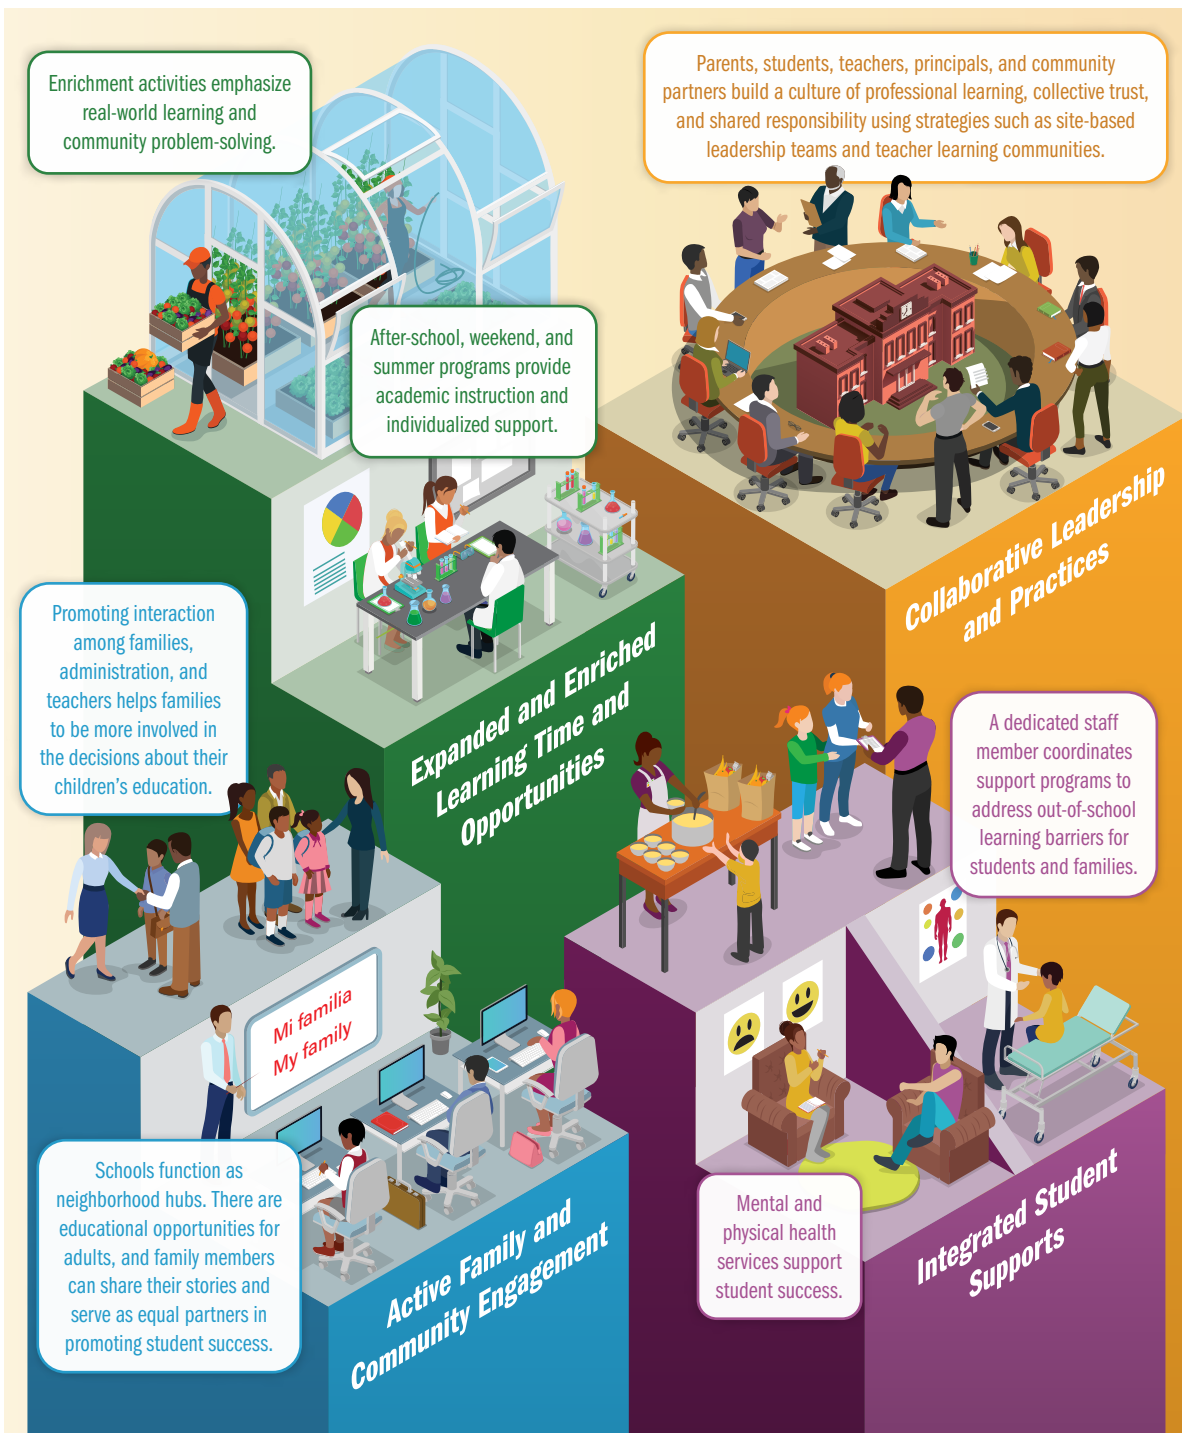 Enrichment activities emphasize
real-world learning and
community problem-solving.
Parents, students, teachers, principals, and community
partners build a culture of professional learning, collective trust,
and shared responsibility using strategies such as site-based
leadership teams and teacher learning communities.
After-school, weekend, and
summer programs provide
academic instruction and
individualized support.
Collaborative Leadership
and Practices
Expanded and Enriched
Learning Time and
Opportunities
Promoting interaction
among families,
administration, and
teachers helps families
to be more involved in
the decisions about their
children’s education.
A dedicated staff
member coordinates
support programs to
address out-of-school
learning barriers for
students and families.
Mi familia
My family
Schools function as
neighborhood hubs. There are
educational opportunities for
adults, and family members
can share their stories and
serve as equal partners in
promoting student success.
Active Family and
Community Engagement
Mental and
physical health
services support
student success.
Integrated Student
Supports